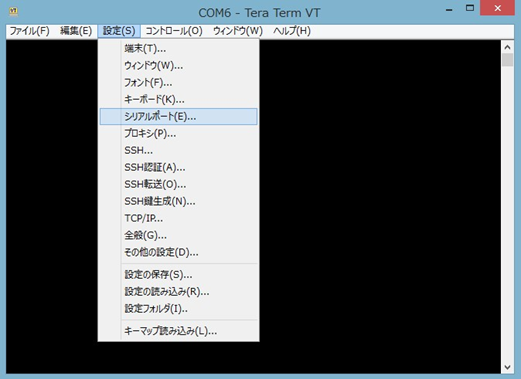 COM6 - Tera Term VT
ファイル(F) 編集(E) 設定(S) コントロール(O) ウィンドウ(W) ヘルプ(H)
端末(T)...
ウィンドウ(W)...
フォント(F)...
キーボード(K)...
シリアルポート(E)...
プロキシ(P)...
SSH...
SSH認証(A)...
SSH転送(O)...
SSH鍵生成(N)...
TCP/IP...
全般(G)...
その他の設定(D)...
設定の保存(S)...
設定の読み込み(R)...
設定フォルダ(I)..
キーマップ読み込み(L)...